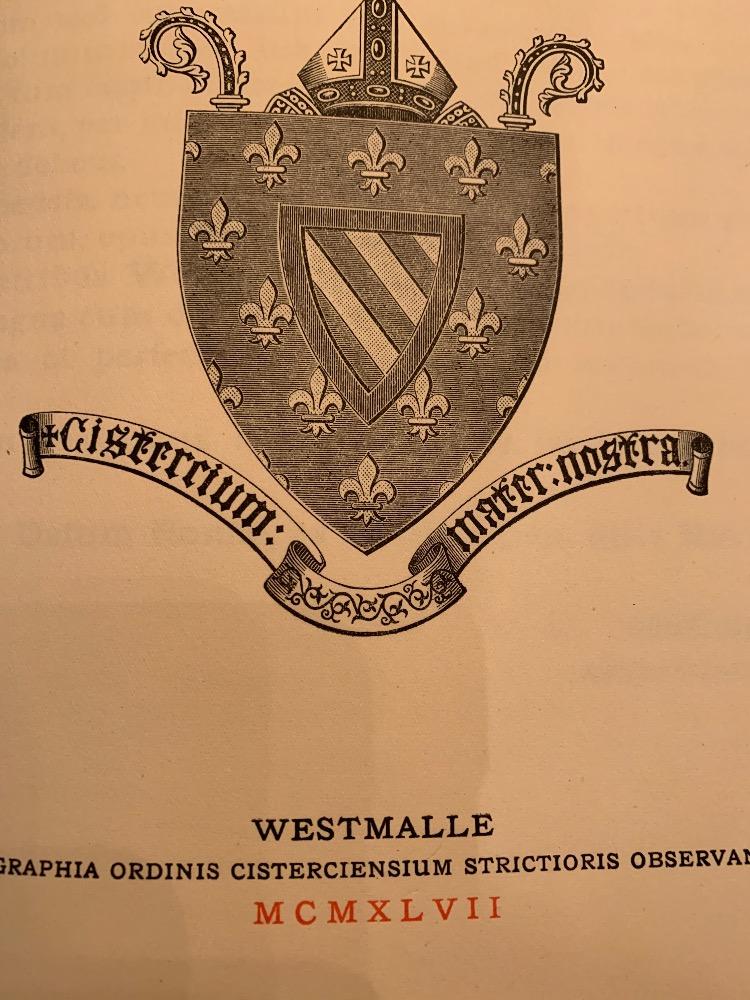 ✠Cistercium: mater: nostra.
WESTMALLE
GRAPHIA ORDINIS CISTERCIENSIUM STRICTIORIS OBSERVAN
MCMXLVII